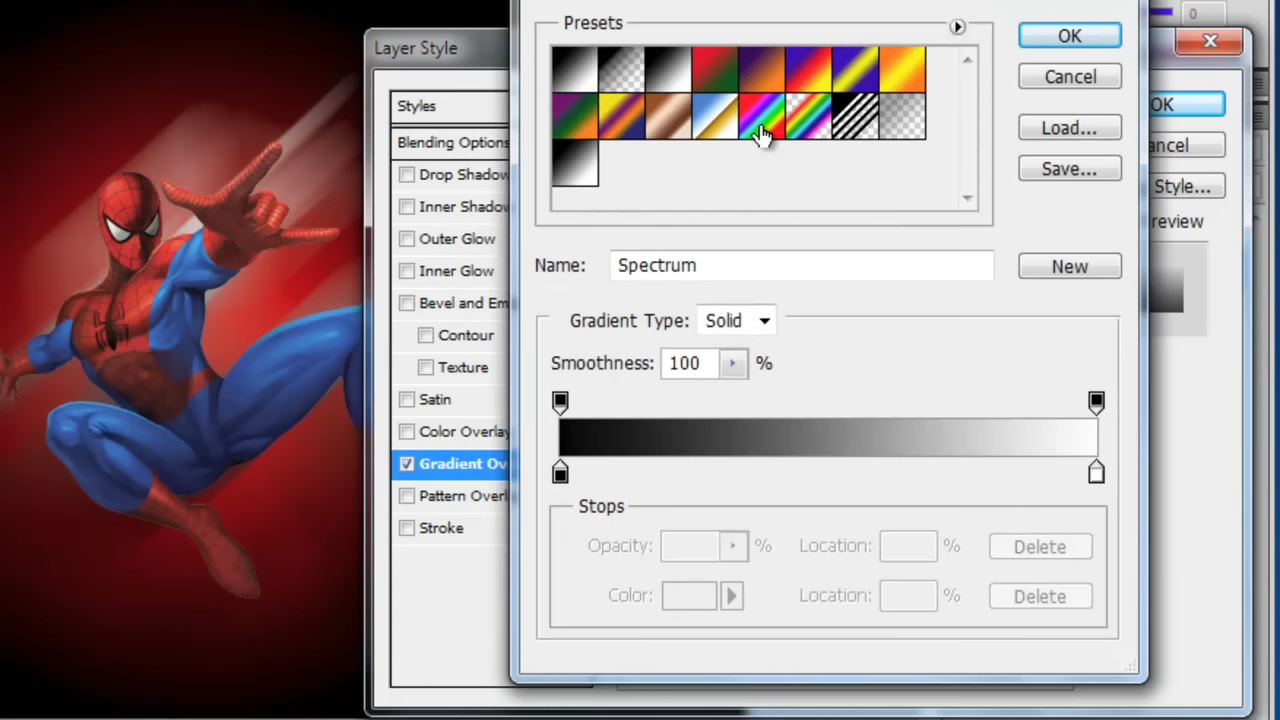 0
Presets
OK
Cancel
Load...
Save...
Layer Style
Styles
Blending Options
Drop Shadow
Inner Shadow
Outer Glow
Inner Glow
Bevel and Em
Contour
Texture
Satin
Color Overlay
Gradient Ov
Pattern Overl
Stroke
Name: Spectrum
New
Gradient Type: Solid
Smoothness: 100 %
Stops
Opacity: % Location: % Delete
Color: Location: % Delete
OK
ancel
Style...
review